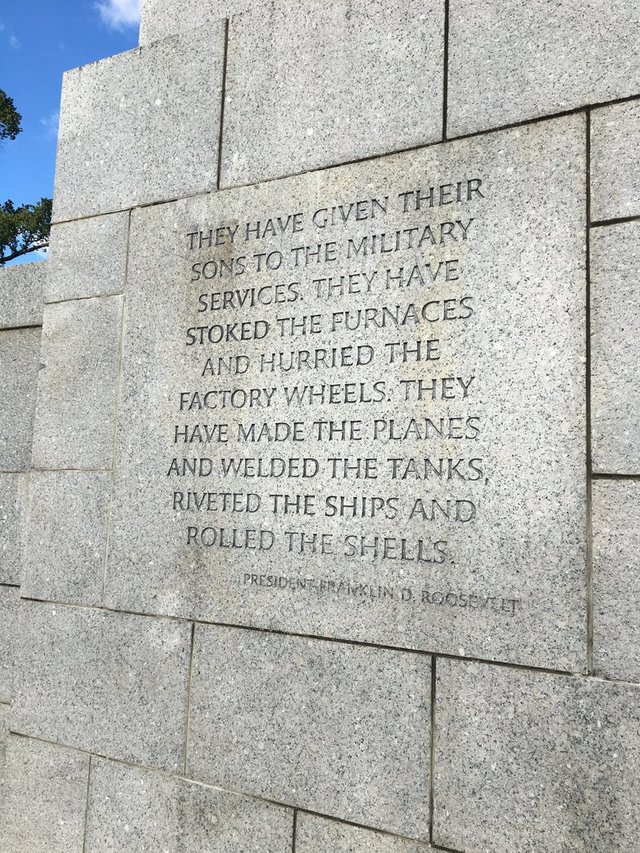 THEY HAVE GIVEN THEIR
SONS TO THE MILITARY
SERVICES. THEY HAVE
STOKED THE FURNACES
AND HURRIED THE
FACTORY WHEELS. THEY
HAVE MADE THE PLANES
AND WELDED THE TANKS,
RIVETED THE SHIPS AND
ROLLED THE SHELLS.
PRESIDENT FRANKLIN D. ROOSEVELT